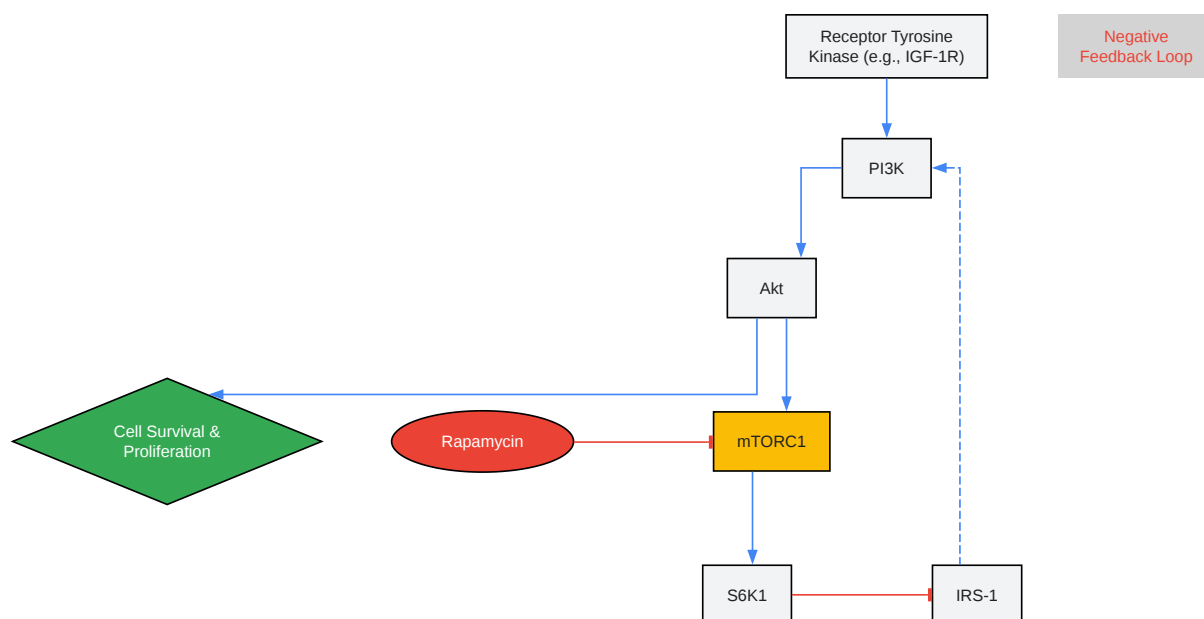 Receptor Tyrosine
Kinase (e.g., IGF-1R)
Negative
Feedback Loop
PI3K
Akt
Cell Survival &
Proliferation
Rapamycin
mTORC1
S6K1
IRS-1